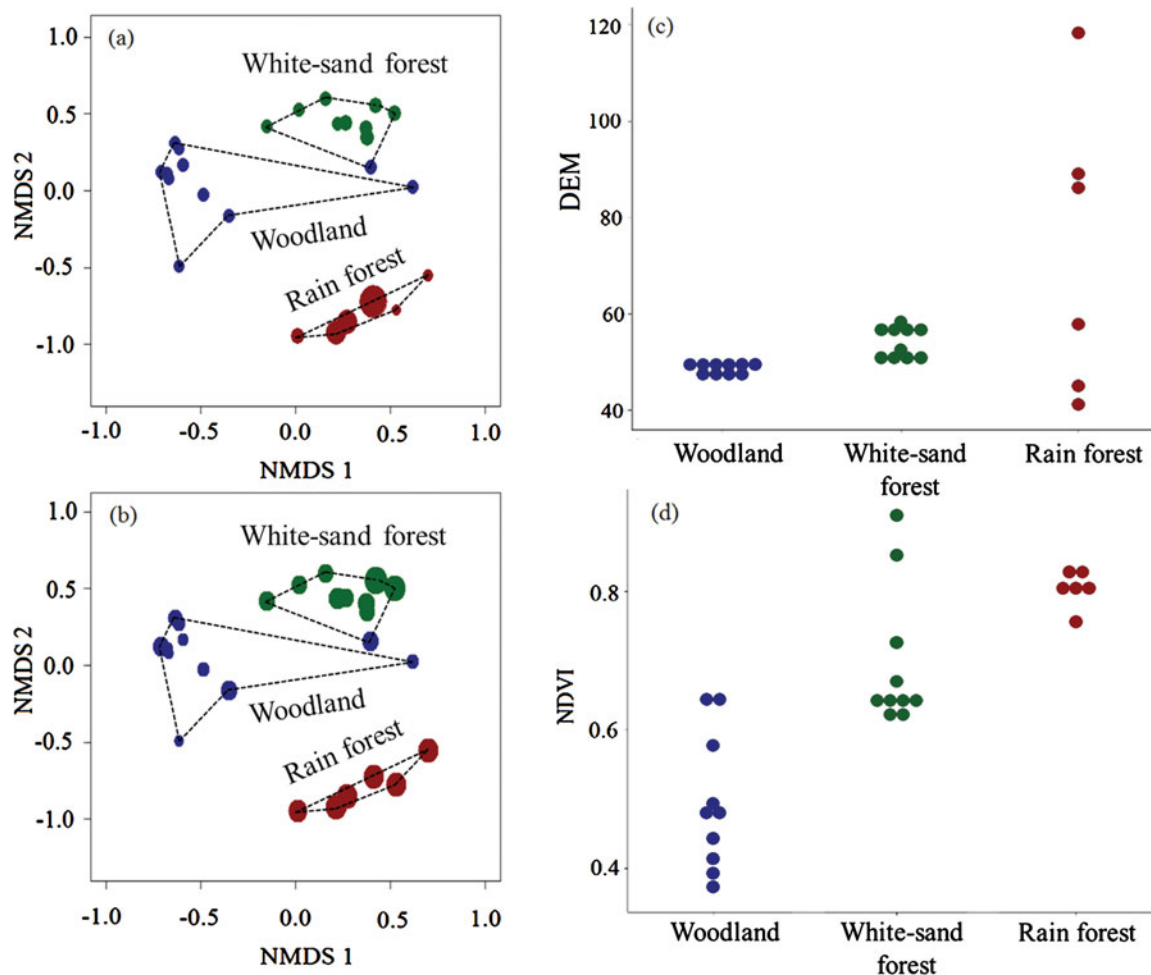 (a)
White-sand forest
Woodland
Rain forest
1.0
0.5
0.0
-0.5
-1.0
NMDS 2
-1.0
-0.5
0.0
0.5
1.0
NMDS 1
(c)
120
100
80
60
40
DEM
Woodland
White-sand
forest
Rain forest
(b)
White-sand forest
Woodland
Rain forest
1.0
0.5
0.0
-0.5
-1.0
NMDS 2
-1.0
-0.5
0.0
0.5
1.0
NMDS 1
(d)
0.8
0.6
0.4
NDVI
Woodland
White-sand
forest
Rain forest